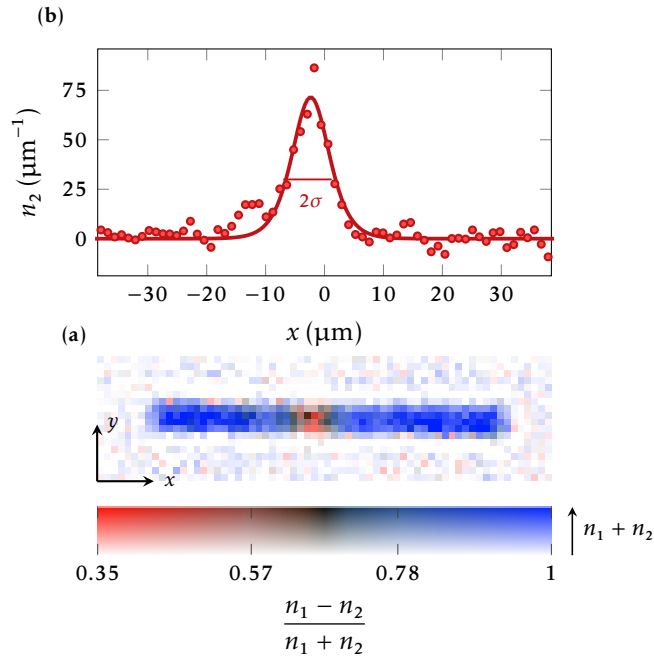 (b)
75
50
25
0
n₂ (μm⁻¹)
2σ
−30 −20 −10 0 10 20 30
x (μm)
(a)
y
x
n₁ + n₂
0.35 0.57 0.78 1
n₁ − n₂
n₁ + n₂